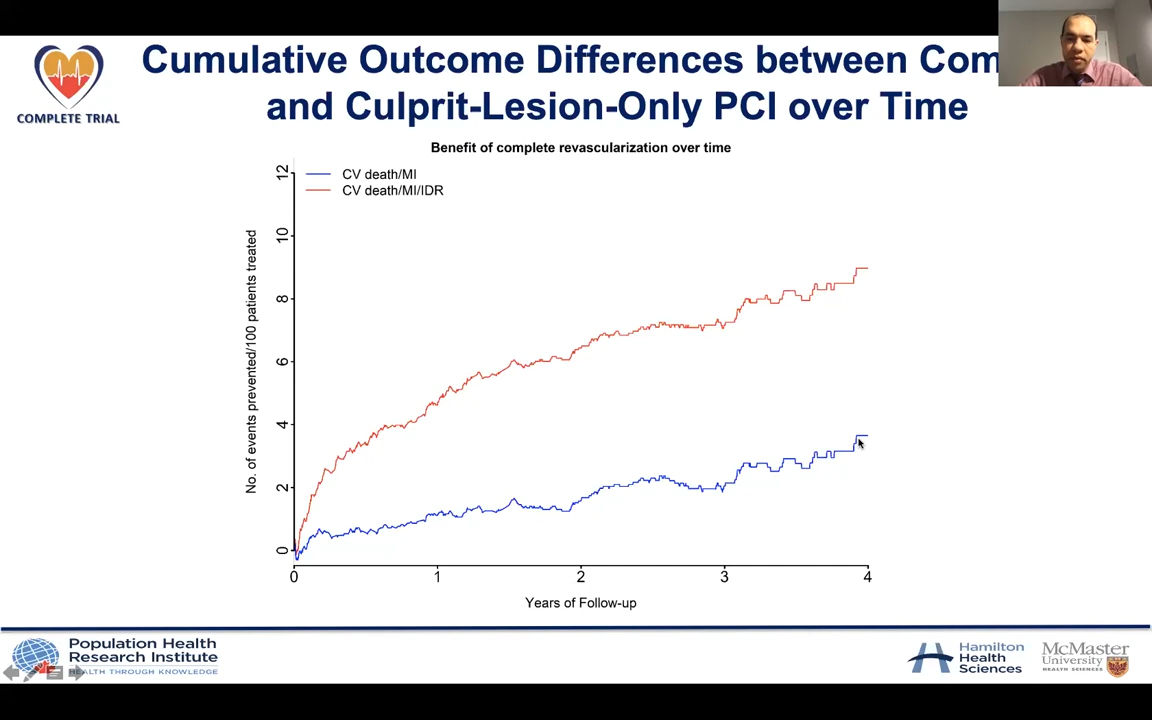 Cumulative Outcome Differences between Com
and Culprit-Lesion-Only PCI over Time
COMPLETE TRIAL
Benefit of complete revascularization over time
CV death/MI
CV death/MI/IDR
No. of events prevented/100 patients treated
12
10
8
6
4
2
0
0 1 2 3 4
Years of Follow-up
Population Health
Research Institute
HEALTH THROUGH KNOWLEDGE
Hamilton
Health
Sciences
McMaster
University
HEALTH SCIENCES